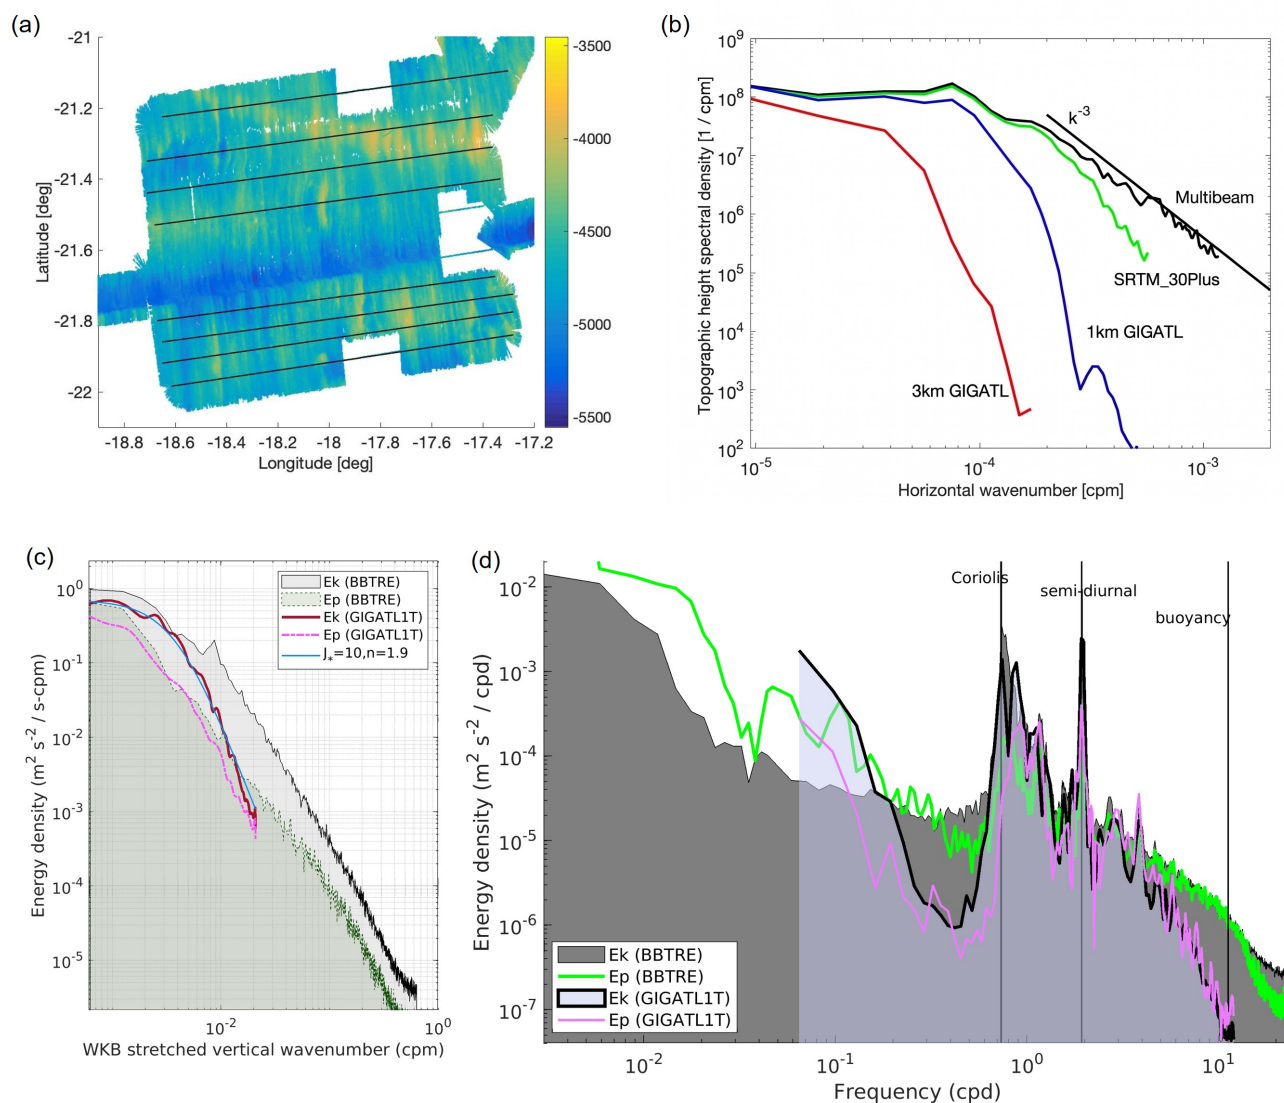 (a)
-21
-21.2
-21.4
-21.6
-21.8
-22
Latitude [deg]
-18.8 -18.6 -18.4 -18.2 -18 -17.8 -17.6 -17.4 -17.2
Longitude [deg]
-3500
-4000
-4500
-5000
-5500
(b)
Topographic height spectral density [1 / cpm]
10^9
10^8
10^7
10^6
10^5
10^4
10^3
10^2
k^-3
Multibeam
SRTM_30Plus
1km GIGATL
3km GIGATL
10^-5 10^-4 10^-3
Horizontal wavenumber [cpm]
(c)
Energy density (m^2 s^-2 / s-cpm)
10^0
10^-1
10^-2
10^-3
10^-4
10^-5
Ek (BBTRE)
Ep (BBTRE)
Ek (GIGATL1T)
Ep (GIGATL1T)
J_*=10,n=1.9
10^-2 10^0
WKB stretched vertical wavenumber (cpm)
(d)
Energy density (m^2 s^-2 / cpd)
10^-2
10^-3
10^-4
10^-5
10^-6
10^-7
Coriolis
semi-diurnal
buoyancy
Ek (BBTRE)
Ep (BBTRE)
Ek (GIGATL1T)
Ep (GIGATL1T)
10^-2 10^-1 10^0 10^1
Frequency (cpd)